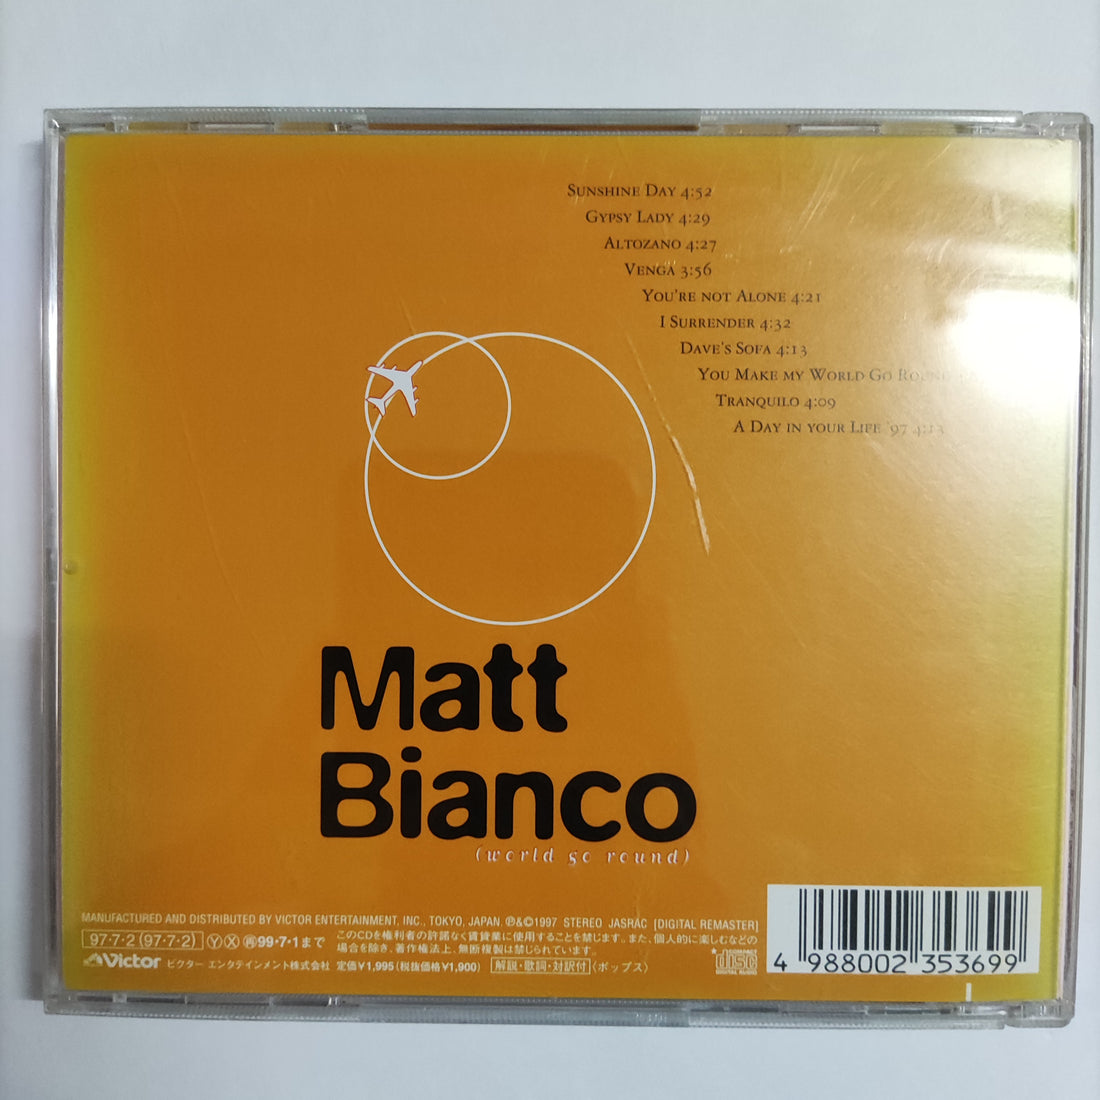 SUNSHINE DAY 4:52
GYPSY LADY 4:29
ALTOZANO 4:27
VENGA 3:56
YOU'RE NOT ALONE 4:21
I SURRENDER 4:32
DAVE'S SOFA 4:13
YOU MAKE MY WORLD GO ROUND
TRANQUILO 4:09
A DAY IN YOUR LIFE '97 4:13
Matt
Bianco
(world go round)
MANUFACTURED AND DISTRIBUTED BY VICTOR ENTERTAINMENT, INC., TOKYO, JAPAN. ℗&©1997 STEREO JASRAC [DIGITAL REMASTER]
97·7·2 (97·7·2) Ⓨ Ⓧ ㊢99·7·1まで
このCDを権利者の許諾なく賃貸業に使用することを禁じます。また、個人的に楽しむなどの
場合を除き、著作権法上、無断複製は禁じられています。
Victor ビクター エンタテインメント株式会社 定価¥1,995(税抜価格¥1,900) 解説・歌詞・対訳付 〈ポップス〉
COMPACT
disc
DIGITAL AUDIO
4 988002 353699